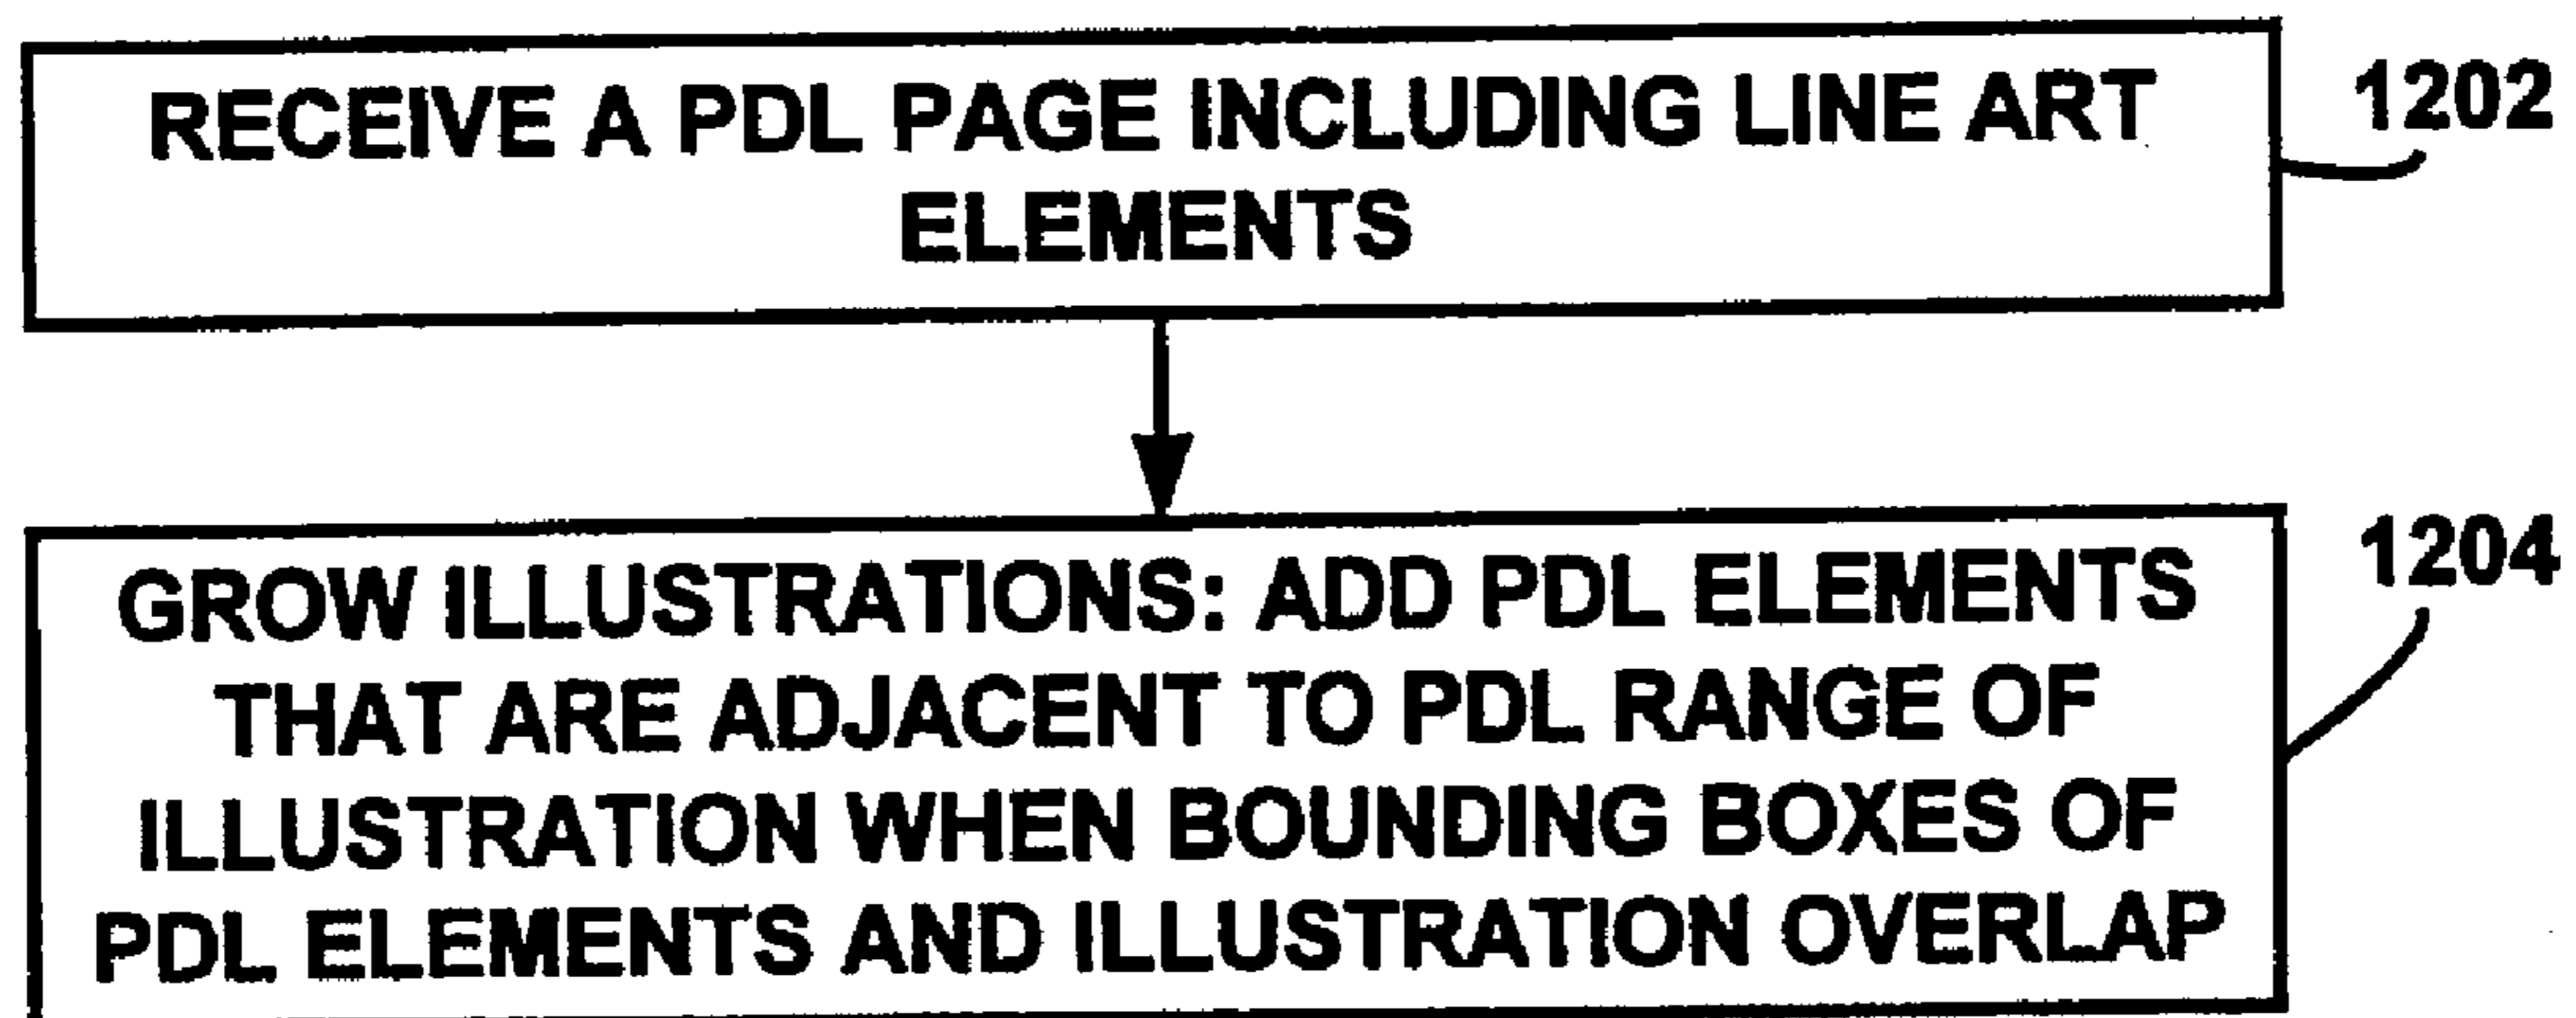 RECEIVE A PDL PAGE INCLUDING LINE ART
ELEMENTS
1202
GROW ILLUSTRATIONS: ADD PDL ELEMENTS
THAT ARE ADJACENT TO PDL RANGE OF
ILLUSTRATION WHEN BOUNDING BOXES OF
PDL ELEMENTS AND ILLUSTRATION OVERLAP
1204